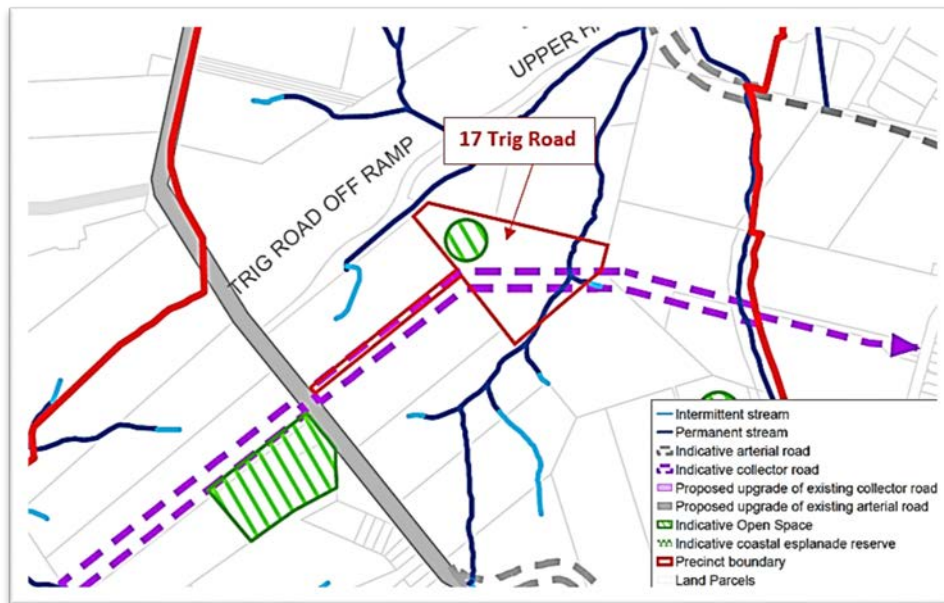 UPPER HA
17 Trig Road
TRIG ROAD OFF RAMP
Intermittent stream
Permanent stream
Indicative arterial road
Indicative collector road
Proposed upgrade of existing collector road
Proposed upgrade of existing arterial road
Indicative Open Space
Indicative coastal esplanade reserve
Precinct boundary
Land Parcels